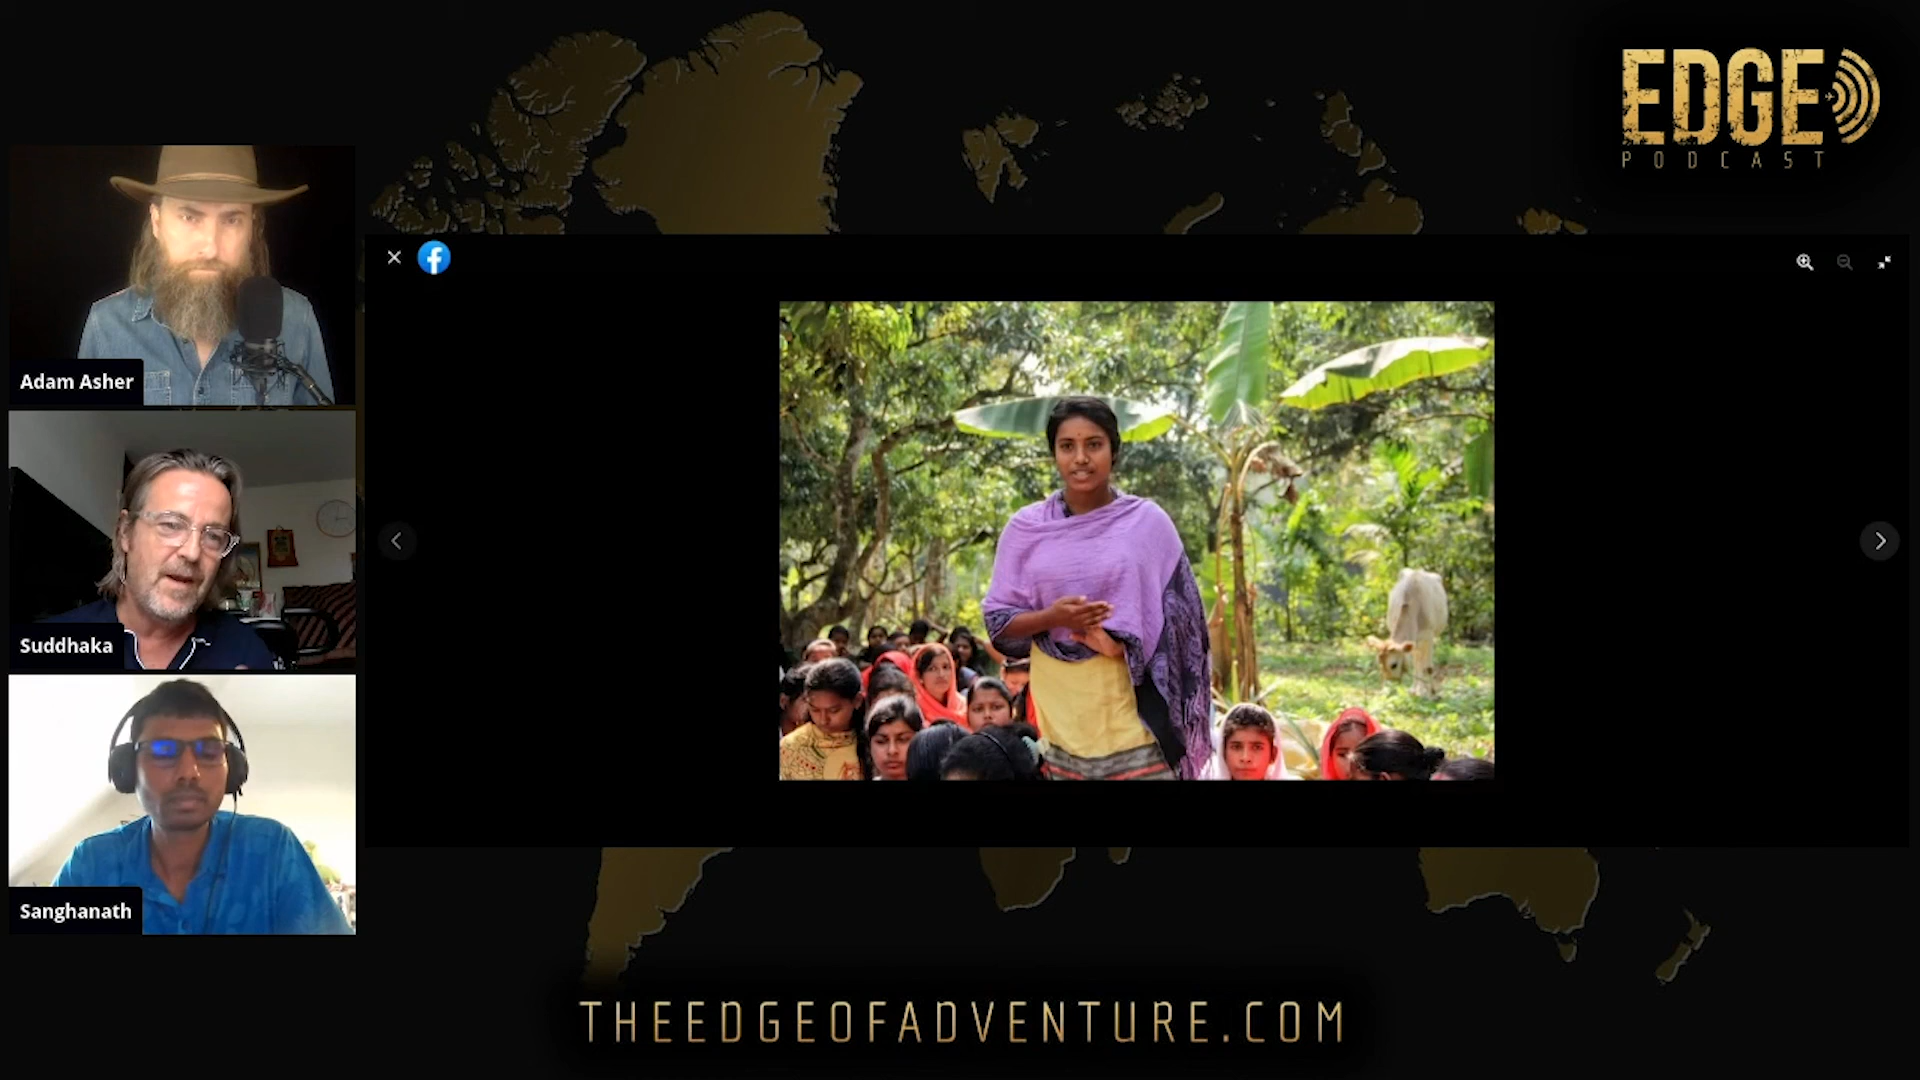 EDGE
PODCAST
Adam Asher
Suddhaka
Sanghanath
THEEDGEOFADVENTURE.COM